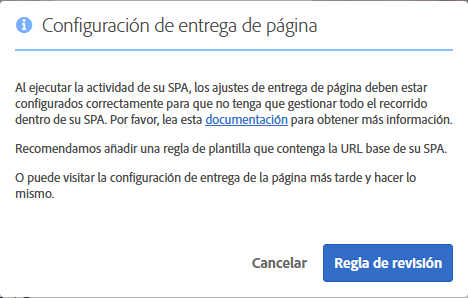 Configuración de entrega de página
Al ejecutar la actividad de su SPA, los ajustes de entrega de página deben estar
configurados correctamente para que no tenga que gestionar todo el recorrido
dentro de su SPA. Por favor, lea esta documentación para obtener más información.
Recomendamos añadir una regla de plantilla que contenga la URL base de su SPA.
O puede visitar la configuración de entrega de la página más tarde y hacer lo
mismo.
Cancelar
Regla de revisión